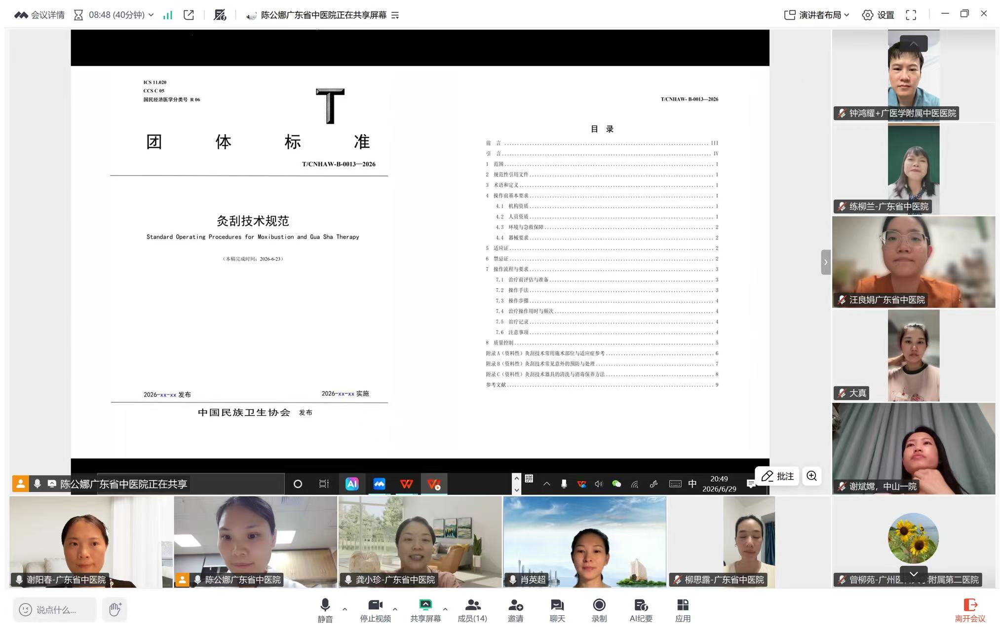 会议详情 08:48 (40分钟) 陈公娜广东省中医院正在共享屏幕 演讲者布局 设置
ICS 11.020
CCS C 05
国民经济医学分类号 R 06
T
团 体 标 准
T/CNHAW-B-0013—2026
灸刮技术规范
Standard Operating Procedures for Moxibustion and Gua Sha Therapy
（本稿完成时间：2026-6-23）
2026-xx-xx 发布 2026-xx-xx 实施
中国民族卫生协会 发布
T/CNHAW- B-0013—2026
目 录
前 言 III
引 言 IV
1 范围 1
2 规范性引用文件 1
3 术语和定义 1
4 操作前基本要求 1
4.1 机构资质 1
4.2 人员资质 1
4.3 环境与急救保障 2
4.4 器械要求 2
5 适应证 2
6 禁忌证 2
7 操作流程与要求 3
7.1 治疗前评估与准备 3
7.2 操作手法 3
7.3 操作步骤 4
7.4 治疗操作用时与频次 4
7.5 治疗记录 4
7.6 注意事项 4
8 质量控制 5
附录 A（资料性）灸刮技术常用施术部位与适应症参考 6
附录 B（资料性）灸刮技术常见意外的预防与处理 7
附录 C（资料性）灸刮技术器具的清洗与消毒保养方法 8
参考文献 9
钟鸿耀+广医学附属中医医院
练柳兰-广东省中医院
汪良娟广东省中医院
大真
谢斌嫦，中山一院
陈公娜广东省中医院正在共享
AI
拼
中
20:49
2026/6/29
批注
谢阳春-广东省中医院
陈公娜广东省中医院
龚小珍-广东省中医院
肖英超
柳思露-广东省中医院
曾柳苑-广州医科大学附属第二医院
说点什么...
静音 停止视频 共享屏幕 成员(14) 邀请 聊天 录制 AI纪要 应用 离开会议